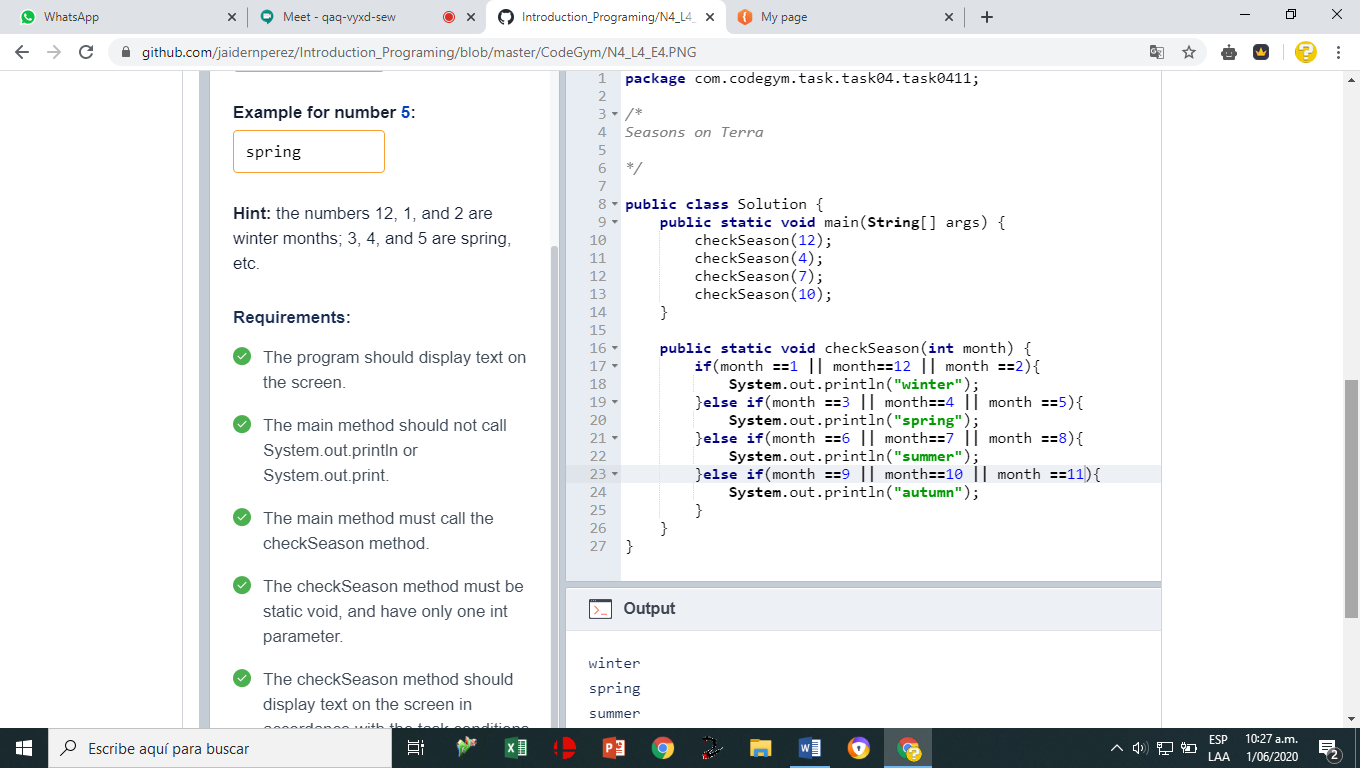 WhatsApp
Meet - qaq-vyxd-sew
Introduction_Programing/N4_L4_
My page
github.com/jaidernperez/Introduction_Programing/blob/master/CodeGym/N4_L4_E4.PNG
Example for number 5:
spring
Hint: the numbers 12, 1, and 2 are
winter months; 3, 4, and 5 are spring,
etc.
Requirements:
The program should display text on
the screen.
The main method should not call
System.out.println or
System.out.print.
The main method must call the
checkSeason method.
The checkSeason method must be
static void, and have only one int
parameter.
The checkSeason method should
display text on the screen in
accordance with the task conditions
1 package com.codegym.task.task04.task0411;
2
3 /*
4 Seasons on Terra
5
6 */
7
8 public class Solution {
9 public static void main(String[] args) {
10 checkSeason(12);
11 checkSeason(4);
12 checkSeason(7);
13 checkSeason(10);
14 }
15
16 public static void checkSeason(int month) {
17 if(month ==1 || month==12 || month ==2){
18 System.out.println("winter");
19 }else if(month ==3 || month==4 || month ==5){
20 System.out.println("spring");
21 }else if(month ==6 || month==7 || month ==8){
22 System.out.println("summer");
23 }else if(month ==9 || month==10 || month ==11){
24 System.out.println("autumn");
25 }
26 }
27 }
Output
winter
spring
summer
Escribe aquí para buscar
ESP
LAA
10:27 a.m.
1/06/2020
2